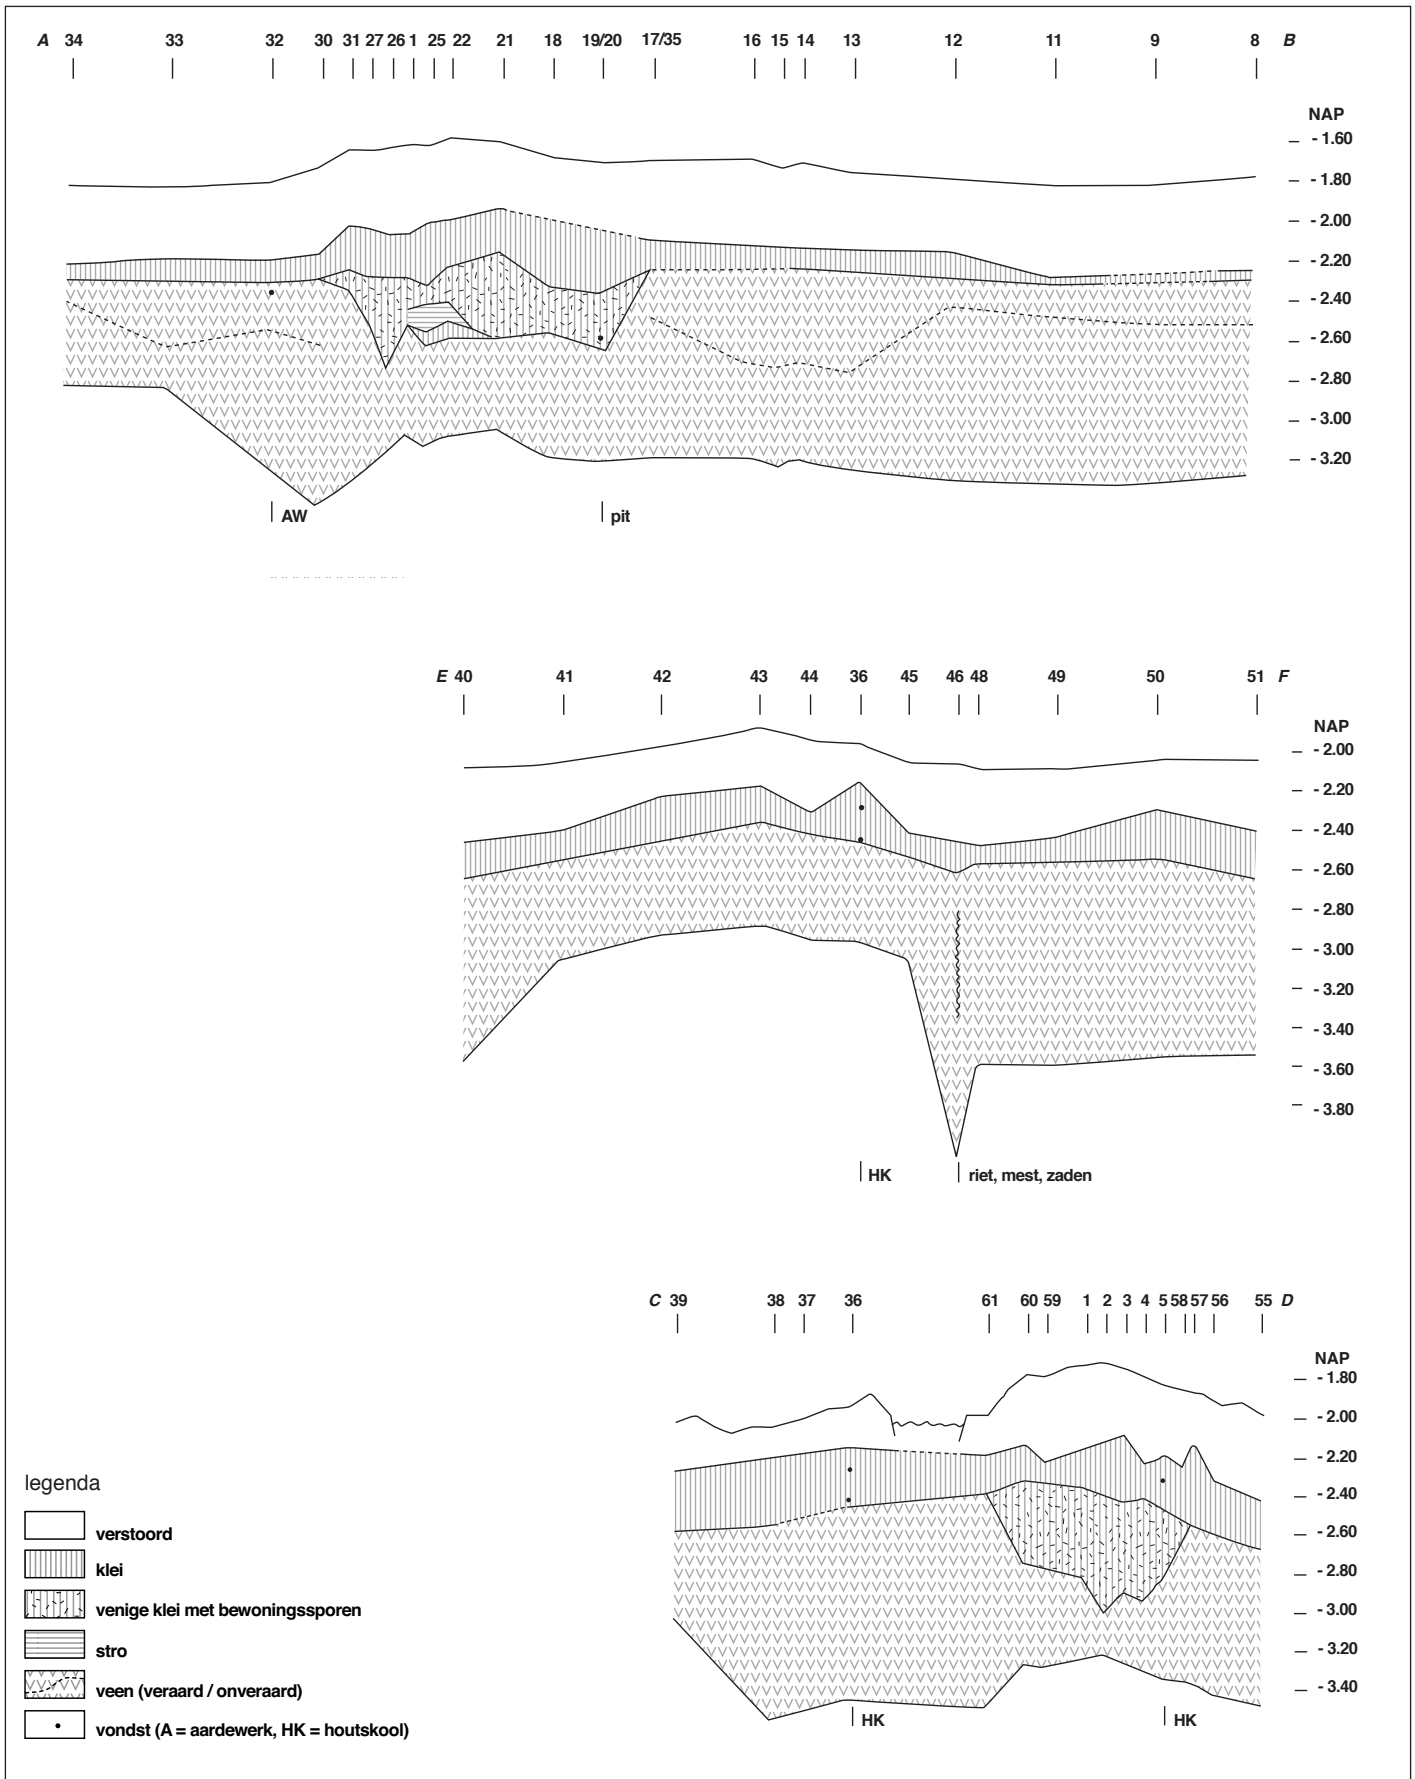 A 34 33 32 30 31 27 26 1 25 22 21 18 19/20 17/35 16 15 14 13 12 11 9 8 B
NAP
- 1.60
- 1.80
- 2.00
- 2.20
- 2.40
- 2.60
- 2.80
- 3.00
- 3.20
AW pit
E 40 41 42 43 44 36 45 46 48 49 50 51 F
NAP
- 2.00
- 2.20
- 2.40
- 2.60
- 2.80
- 3.00
- 3.20
- 3.40
- 3.60
- 3.80
HK riet, mest, zaden
C 39 38 37 36 61 60 59 1 2 3 4 5 58 57 56 55 D
NAP
- 1.80
- 2.00
- 2.20
- 2.40
- 2.60
- 2.80
- 3.00
- 3.20
- 3.40
HK HK
legenda
verstoord
klei
venige klei met bewoningssporen
stro
veen (veraard / onveraard)
vondst (A = aardewerk, HK = houtskool)